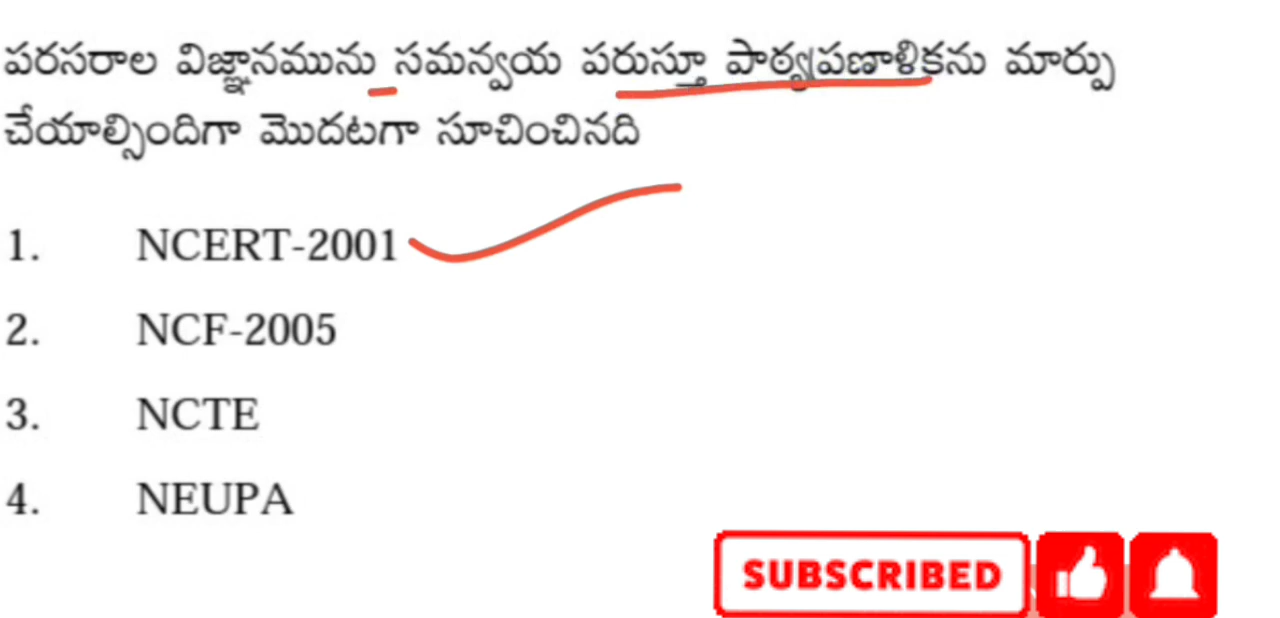 పరసరాల విజ్ఞానమును సమన్వయ పరుస్తూ పాఠ్యప్రణాళికను మార్పు
చేయాల్సిందిగా మొదటగా సూచించినది
1. NCERT-2001
2. NCF-2005
3. NCTE
4. NEUPA
SUBSCRIBED